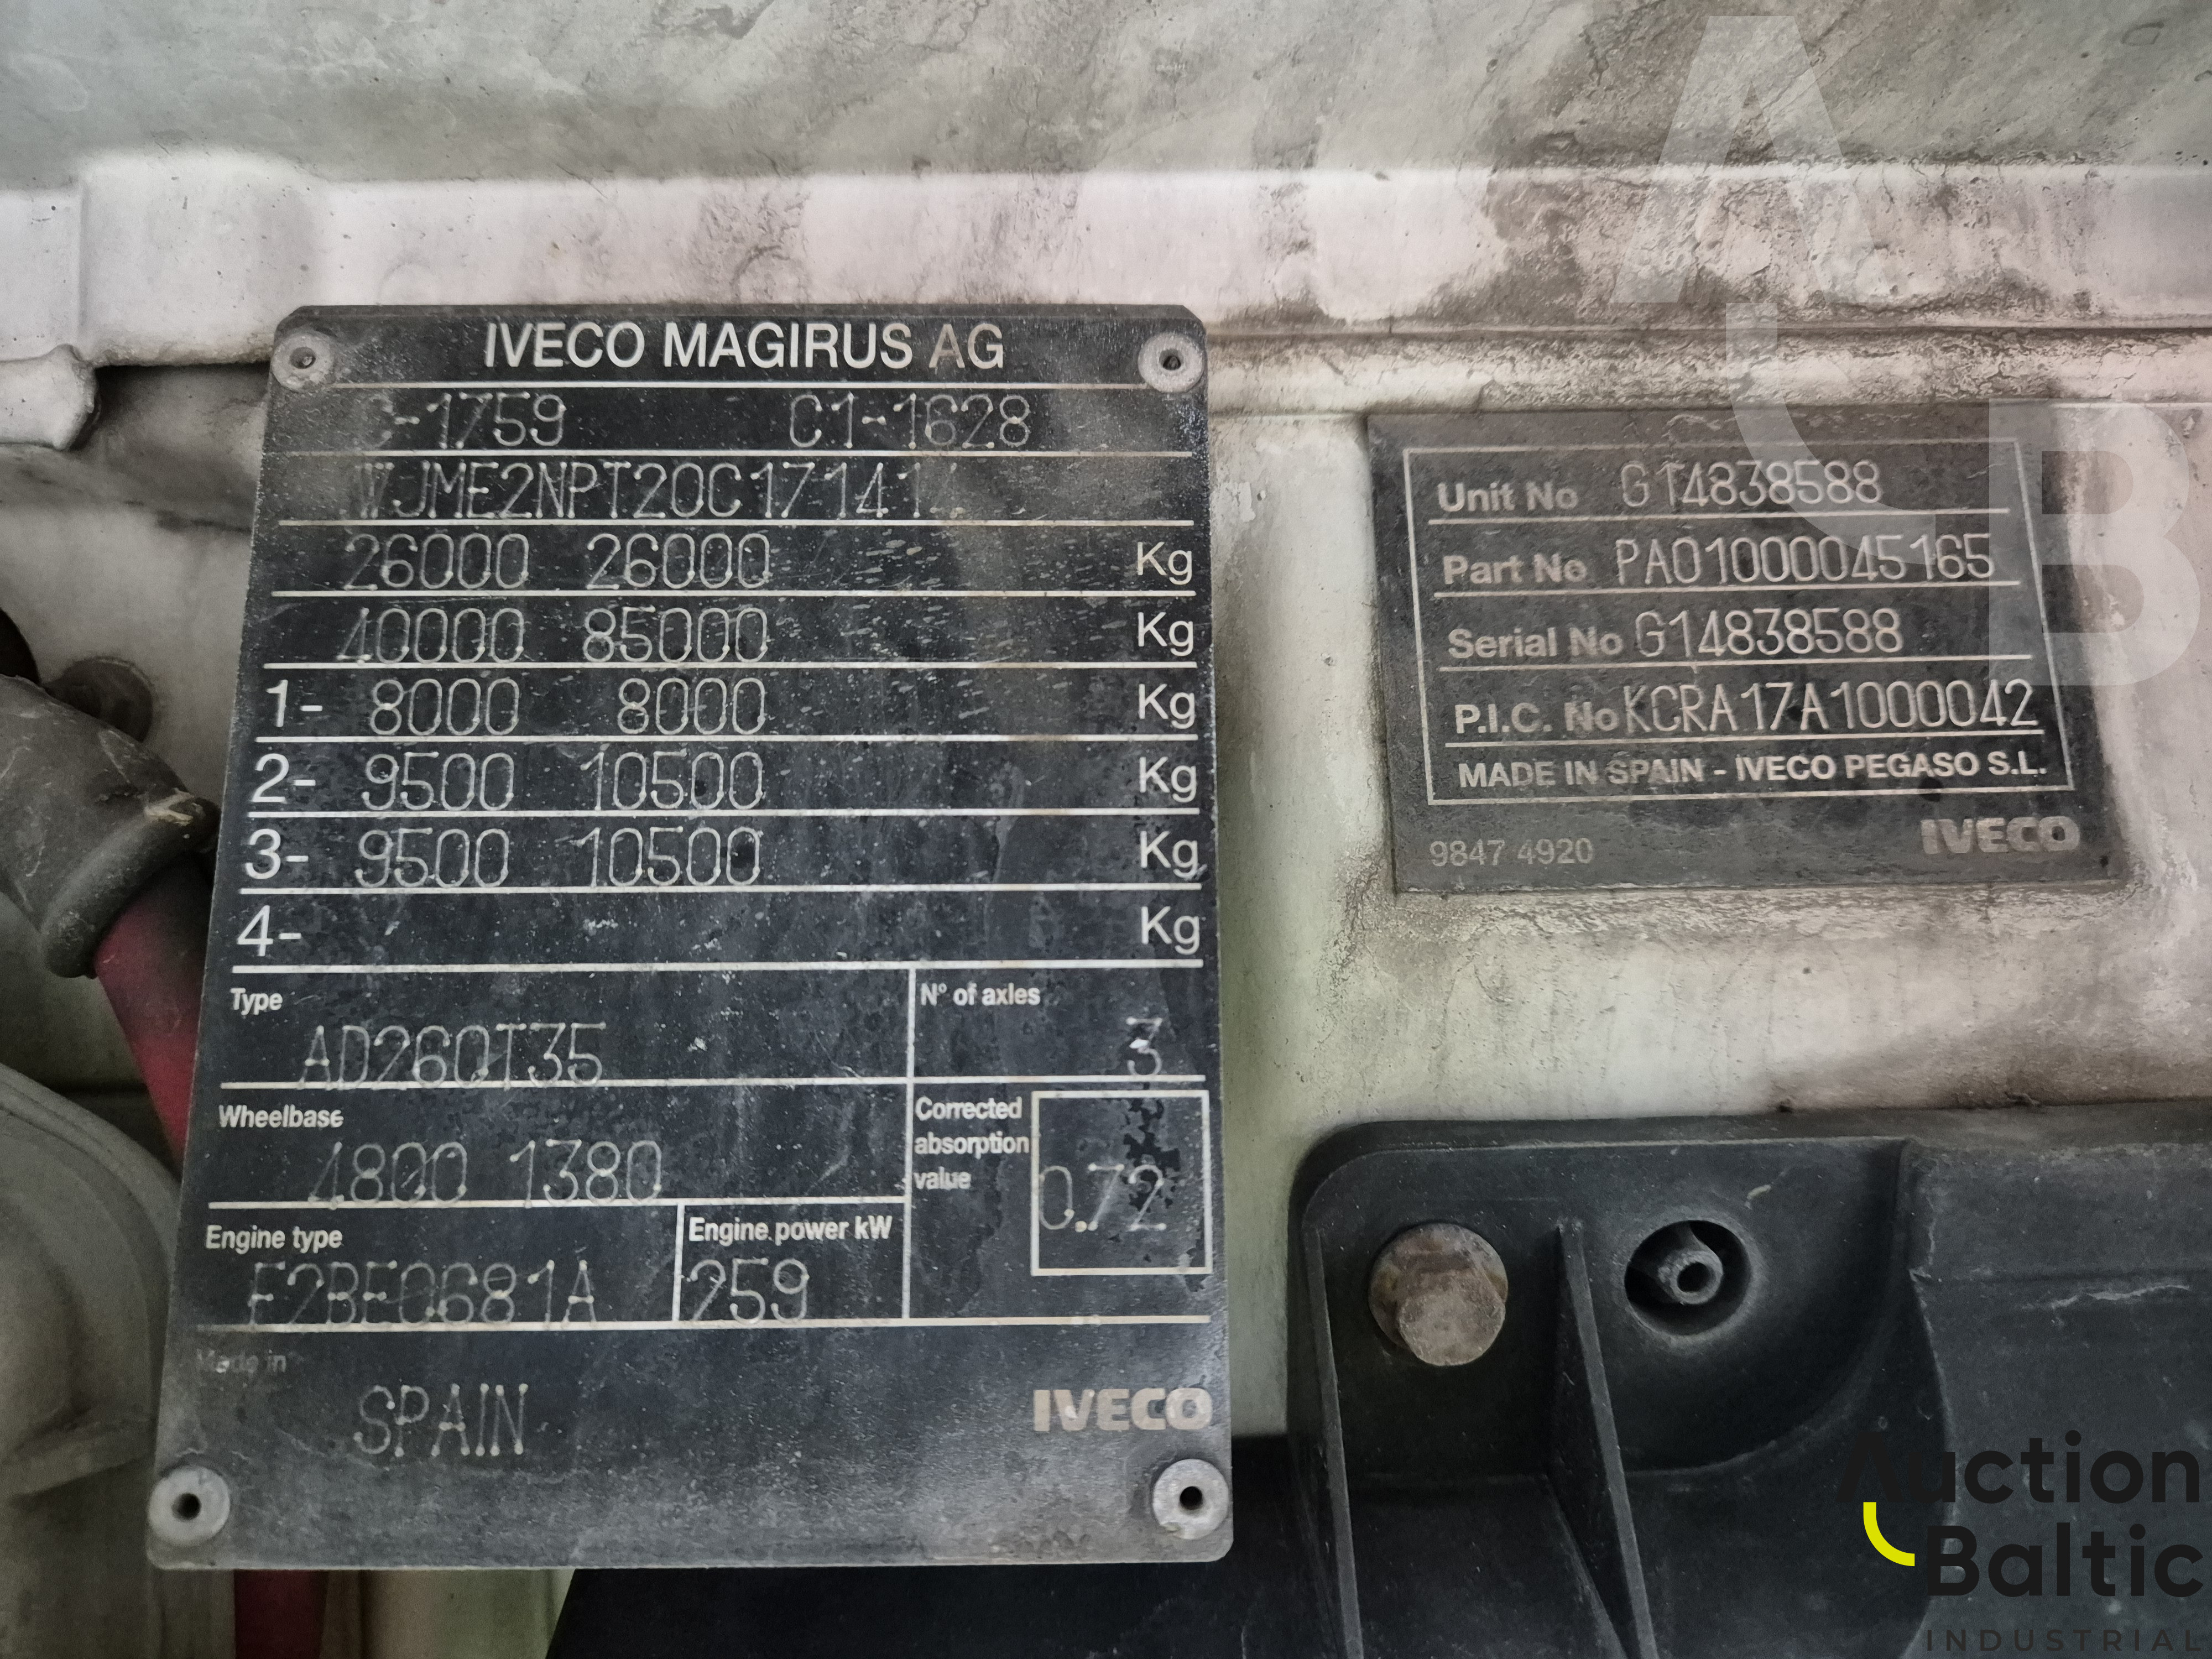 IVECO MAGIRUS AG
C-1759 C1-1628
WJME2NPT20C171414
26000 26000 Kg
40000 85000 Kg
1- 8000 8000 Kg
2- 9500 10500 Kg
3- 9500 10500 Kg
4- Kg
Type
AD260T35
Nº of axles
3
Wheelbase
4800 1380
Corrected
absorption
value
0.72
Engine type
F2BE0681A
Engine power kW
259
Made in
SPAIN
IVECO
Unit No G14838588
Part No PA01000045165
Serial No G14838588
P.I.C. No KCRA17A1000042
MADE IN SPAIN - IVECO PEGASO S.L.
9847 4920
IVECO
A
B
Auction
Baltic
INDUSTRIAL